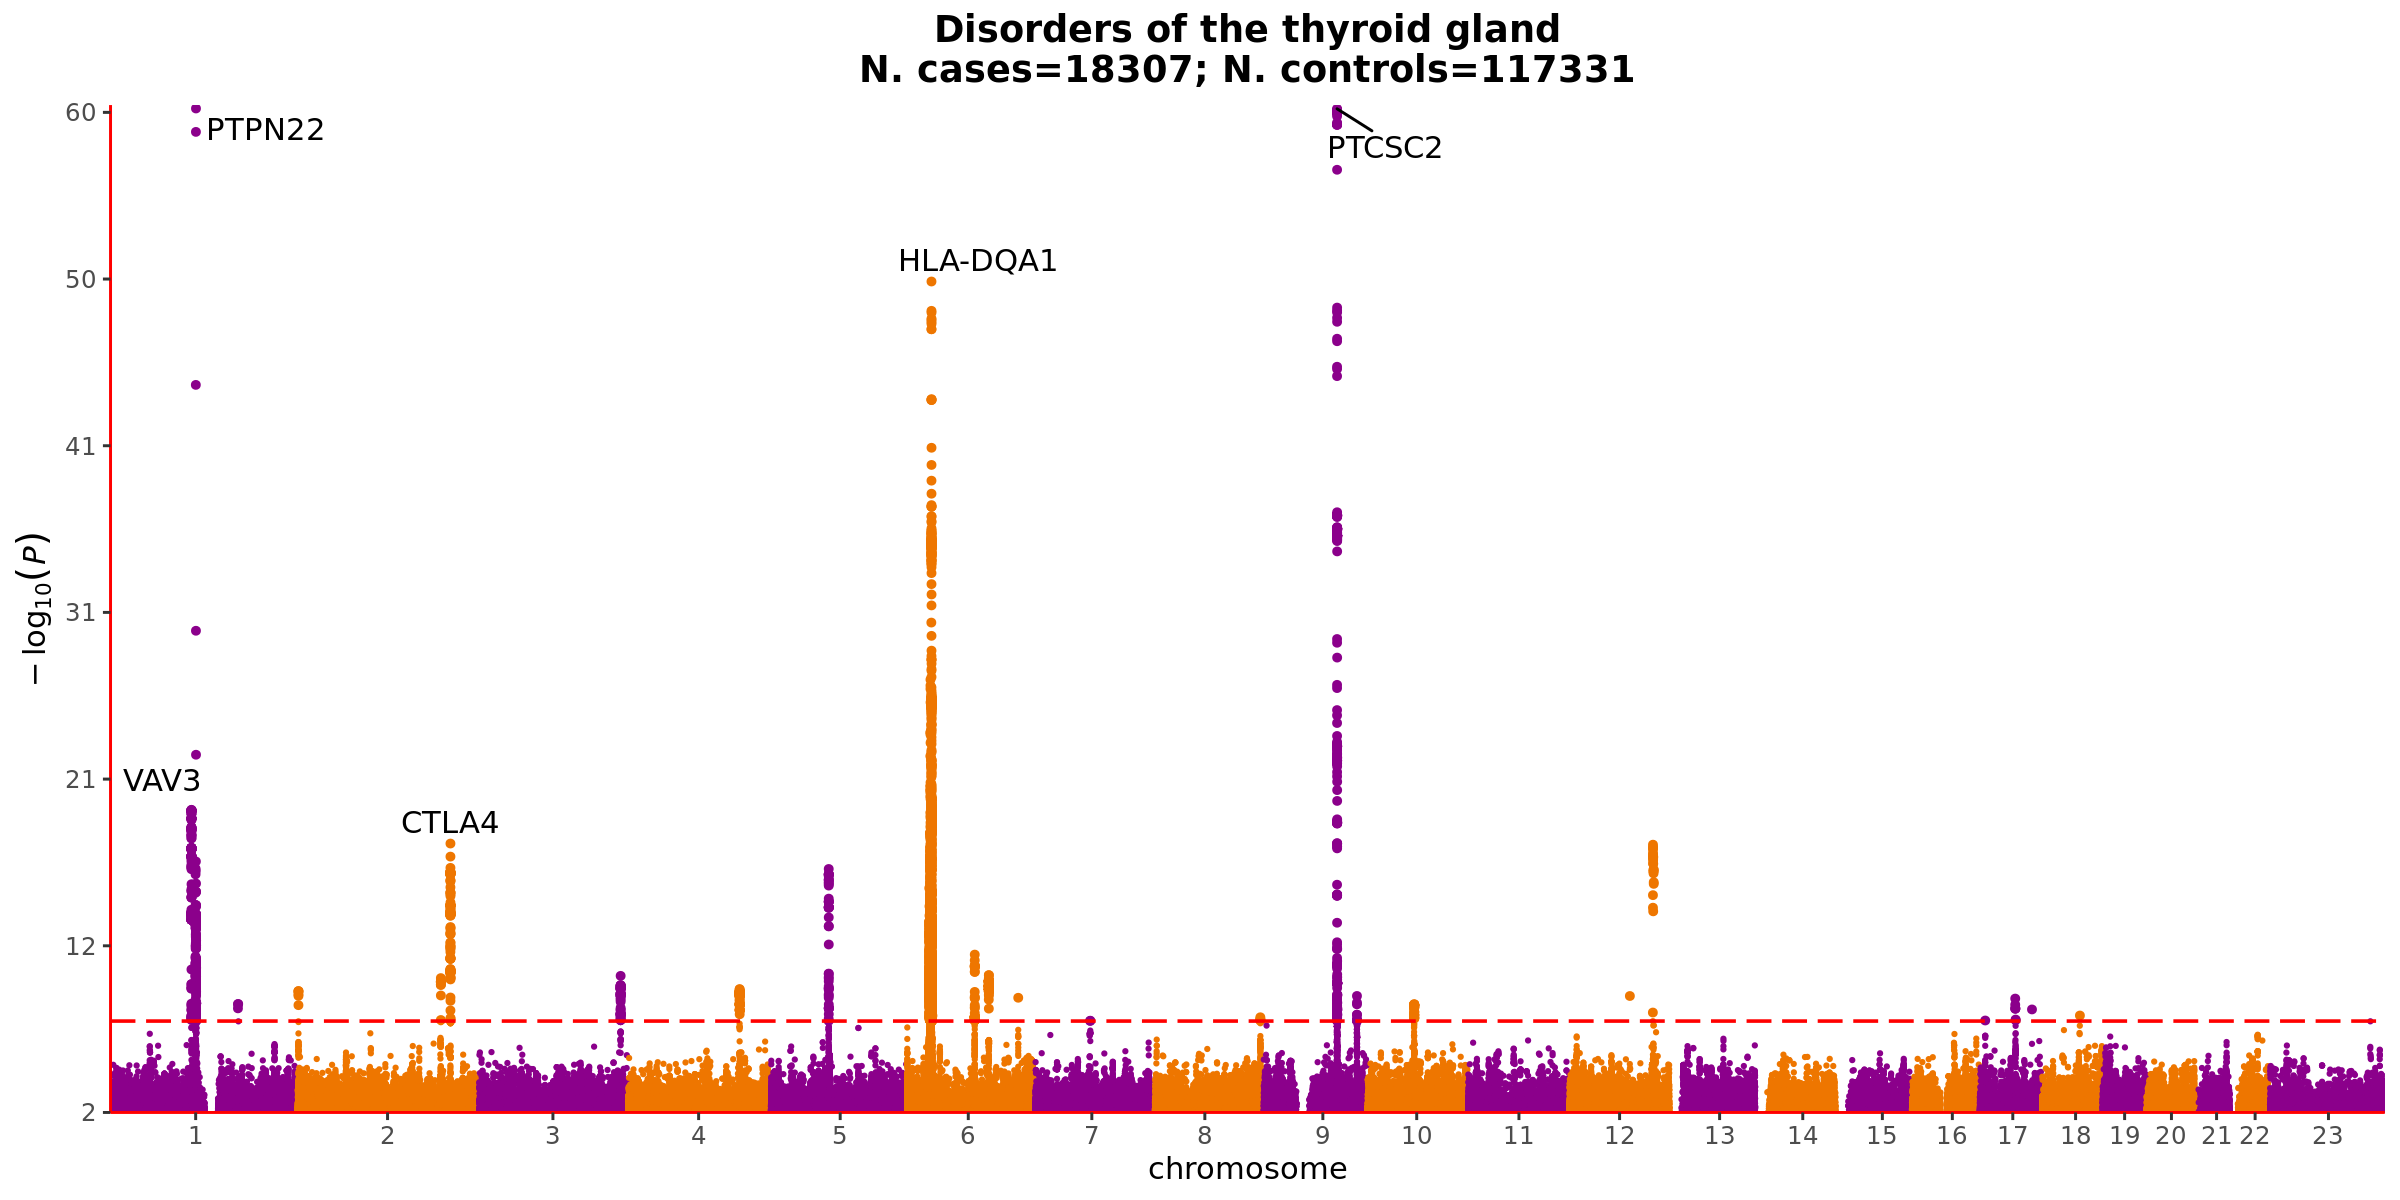 Disorders of the thyroid gland
N. cases=18307; N. controls=117331
60
PTPN22
PTCSC2
HLA-DQA1
50
41
31
21
VAV3
CTLA4
12
2
−log10(P)
1 2 3 4 5 6 7 8 9 10 11 12 13 14 15 16 17 18 19 20 21 22 23
chromosome